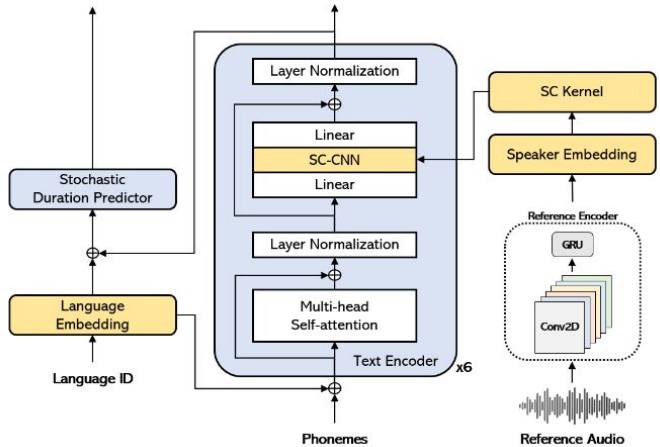 Layer Normalization
Linear
SC-CNN
Linear
Layer Normalization
Multi-head
Self-attention
Text Encoder
x6
Stochastic
Duration Predictor
Language
Embedding
Language ID
Phonemes
SC Kernel
Speaker Embedding
Reference Encoder
GRU
Conv2D
Reference Audio